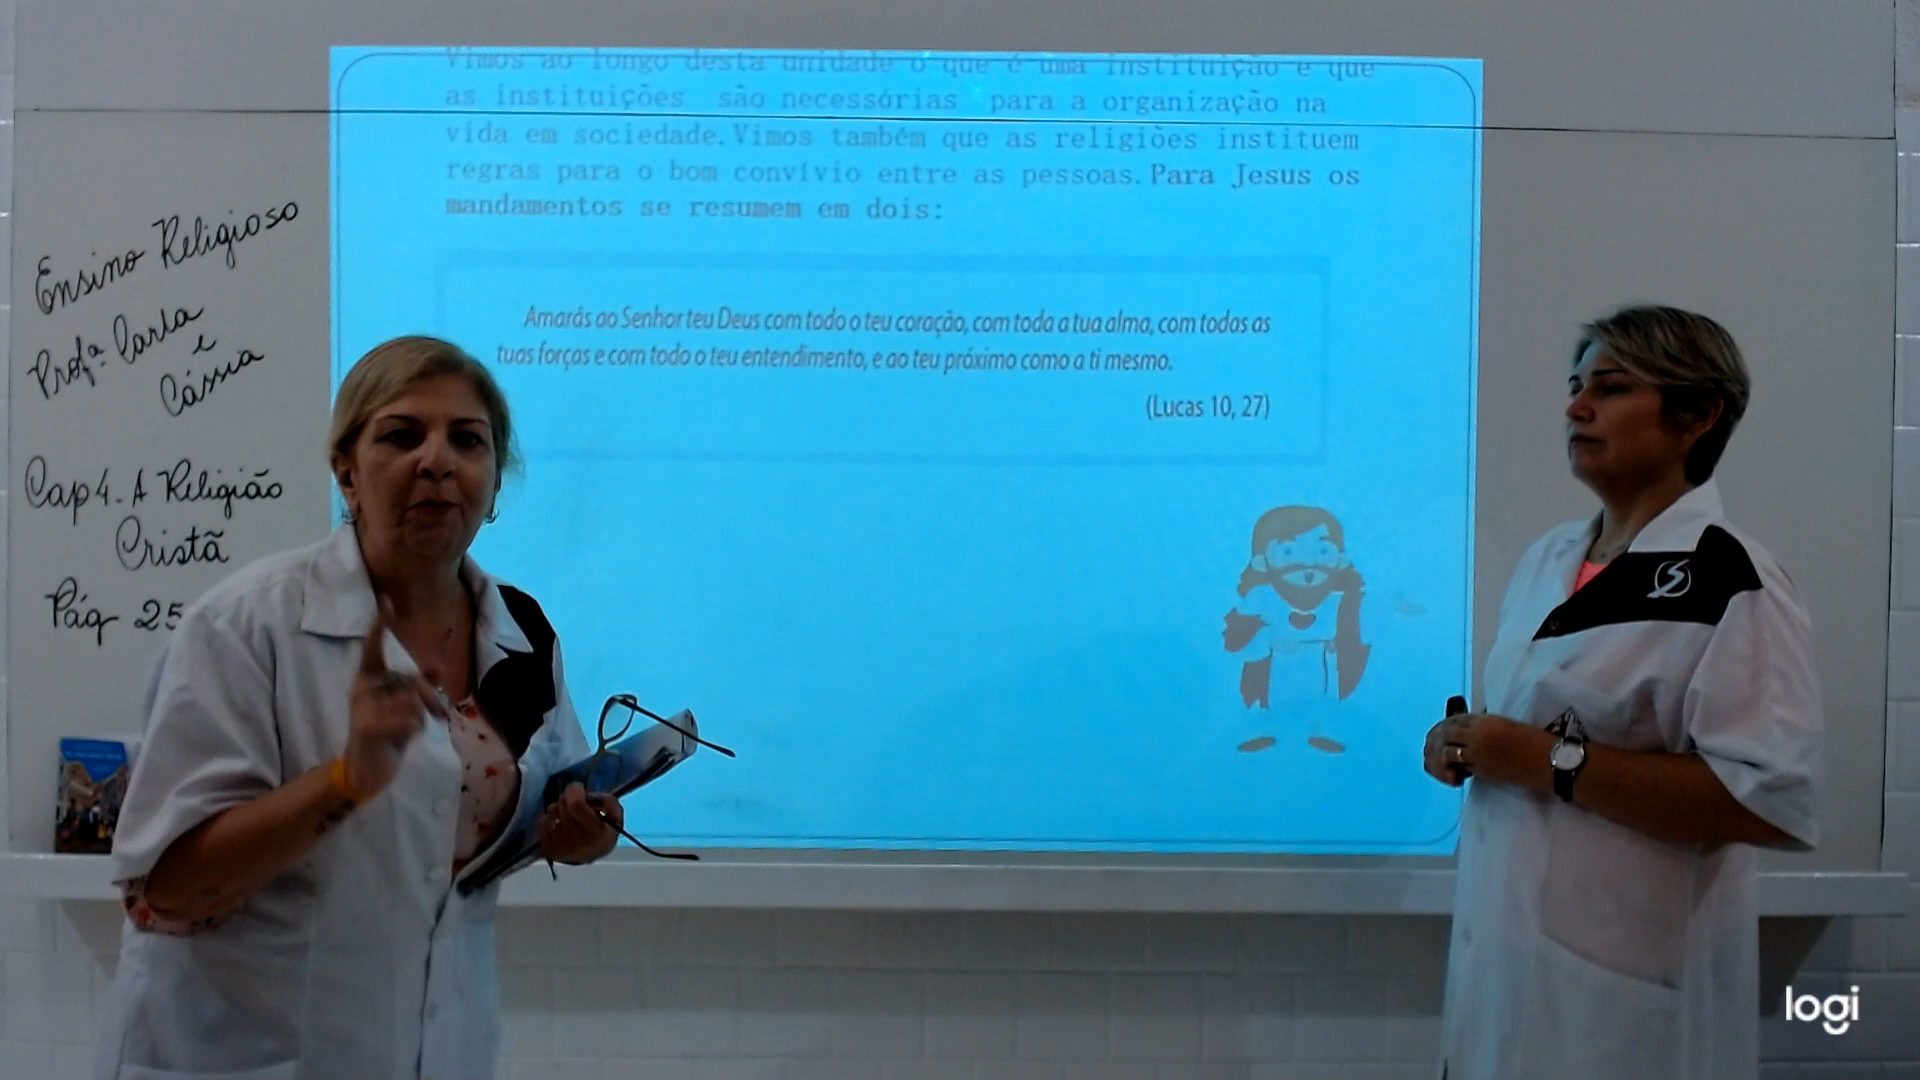 Vimos ao longo desta unidade o que é uma instituição e que
as instituições são necessárias para a organização na
vida em sociedade. Vimos também que as religiões instituem
regras para o bom convívio entre as pessoas. Para Jesus os
mandamentos se resumem em dois:
Amarás ao Senhor teu Deus com todo o teu coração, com toda a tua alma, com todas as
tuas forças e com todo o teu entendimento, e ao teu próximo como a ti mesmo.
(Lucas 10, 27)
Ensino Religioso
Profª. Carla
e
Cássia
Cap 4. A Religião
Cristã
Pág 25
logi